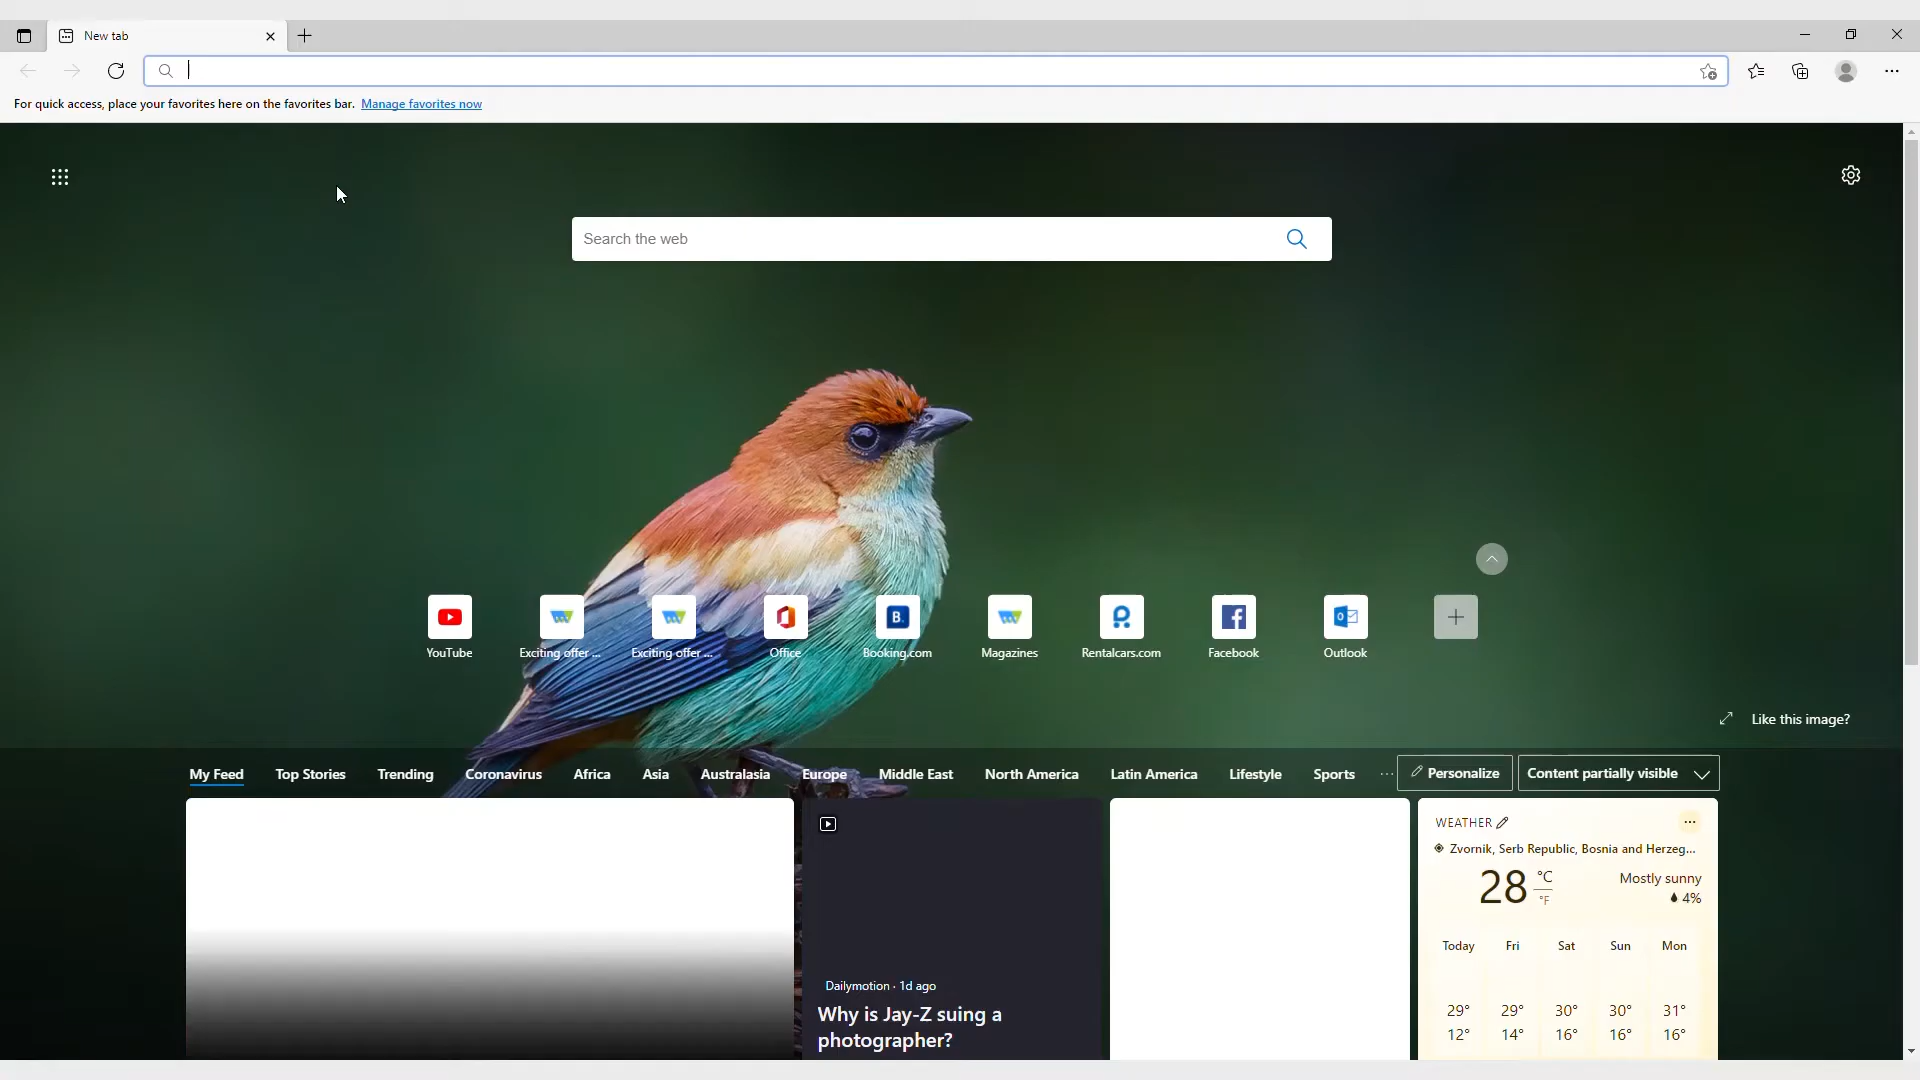 New tab
For quick access, place your favorites here on the favorites bar. Manage favorites now
Search the web
YouTube
Exciting offer ...
Exciting offer ...
Office
Booking.com
Magazines
Rentalcars.com
Facebook
Outlook
Like this image?
My Feed Top Stories Trending Coronavirus Africa Asia Australasia Europe Middle East North America Latin America Lifestyle Sports ... Personalize Content partially visible
Dailymotion · 1d ago
Why is Jay-Z suing a
photographer?
WEATHER
Zvornik, Serb Republic, Bosnia and Herzeg...
28 °C
°F
Mostly sunny
4%
Today Fri Sat Sun Mon
29° 29° 30° 30° 31°
12° 14° 16° 16° 16°